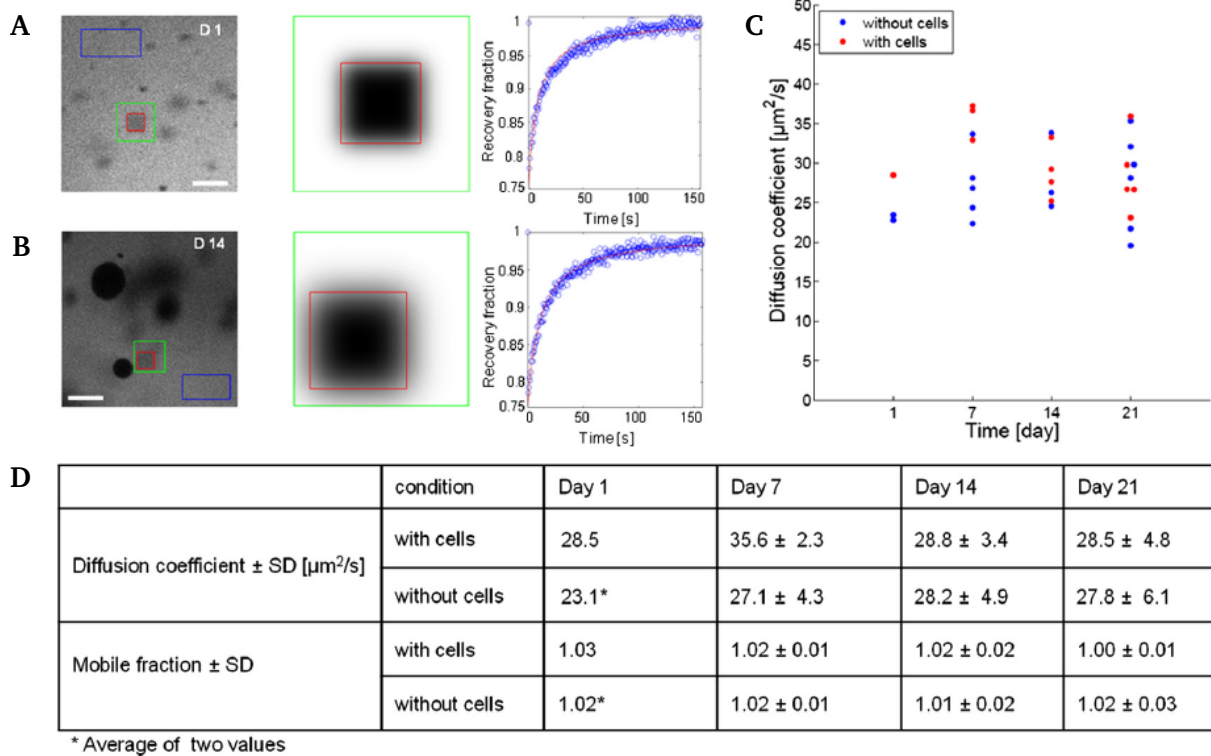 A
D 1
1
0.95
0.9
0.85
0.8
0.75
0
50
100
150
Recovery fraction
Time [s]
B
D 14
1
0.95
0.9
0.85
0.8
0.75
0
50
100
150
Recovery fraction
Time [s]
C
without cells
with cells
50
45
40
35
30
25
20
15
10
5
0
1
7
14
21
Diffusion coefficient [µm²/s]
Time [day]
D
condition Day 1 Day 7 Day 14 Day 21
Diffusion coefficient ± SD [µm²/s]
with cells 28.5 35.6 ± 2.3 28.8 ± 3.4 28.5 ± 4.8
without cells 23.1* 27.1 ± 4.3 28.2 ± 4.9 27.8 ± 6.1
Mobile fraction ± SD
with cells 1.03 1.02 ± 0.01 1.02 ± 0.02 1.00 ± 0.01
without cells 1.02* 1.02 ± 0.01 1.01 ± 0.02 1.02 ± 0.03
* Average of two values